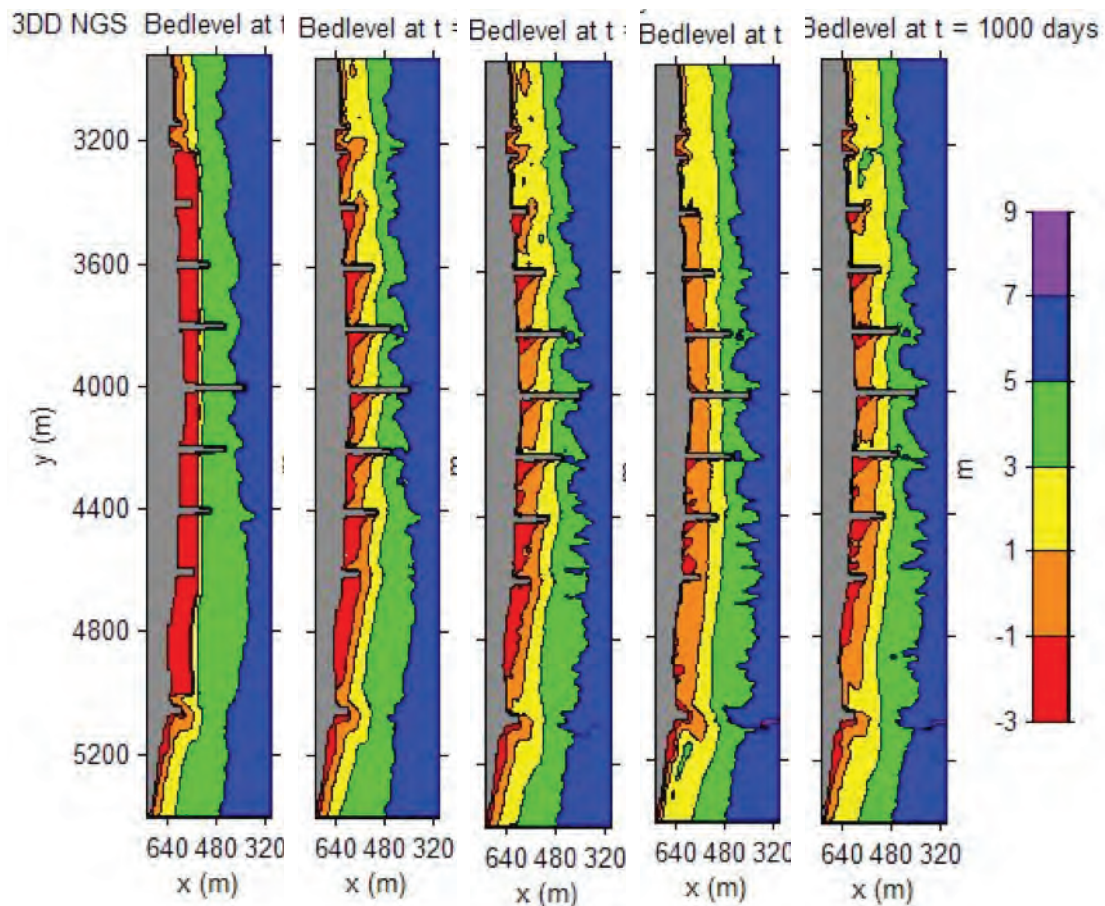 3DD NGS Bedlevel at t Bedlevel at t = Bedlevel at t = Bedlevel at t Bedlevel at t = 1000 days
3200
3600
4000
4400
4800
5200
y (m)
m
m
9
7
5
3
1
-1
-3
m
640 480 320 640 480 320 640 480 320 640 480 320 640 480 320
x (m) x (m) x (m) x (m) x (m)